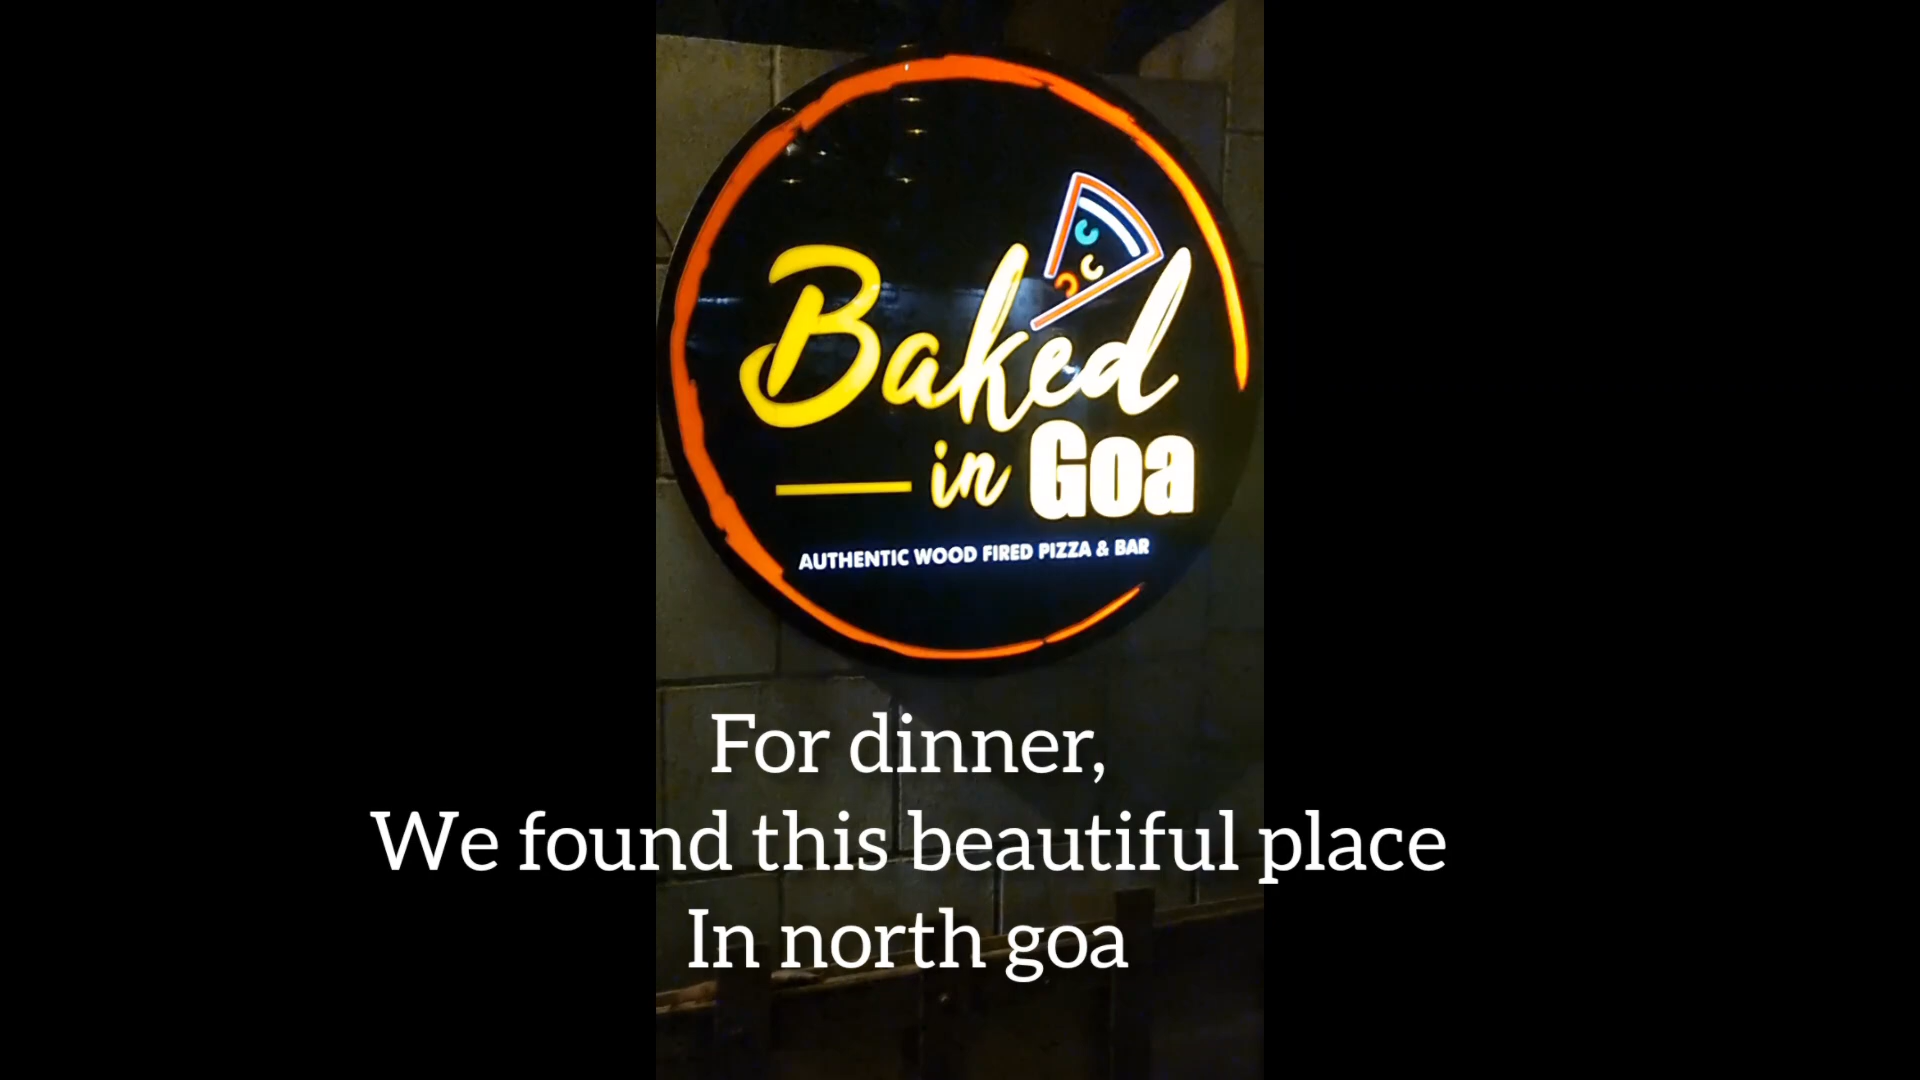 Baked
in Goa
AUTHENTIC WOOD FIRED PIZZA & BAR
For dinner,
We found this beautiful place
In north goa